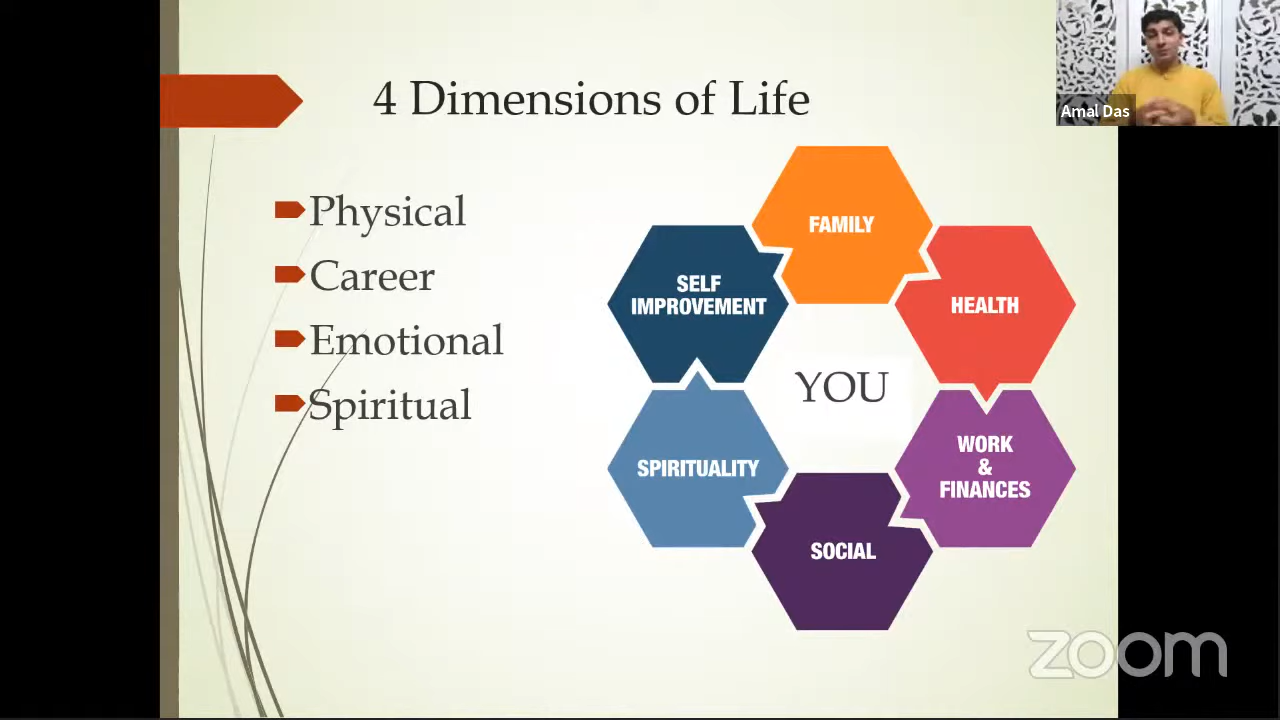 4 Dimensions of Life
Physical
Career
Emotional
Spiritual
FAMILY
SELF
IMPROVEMENT
HEALTH
YOU
SPIRITUALITY
WORK
&
FINANCES
SOCIAL
Amal Das
zoom